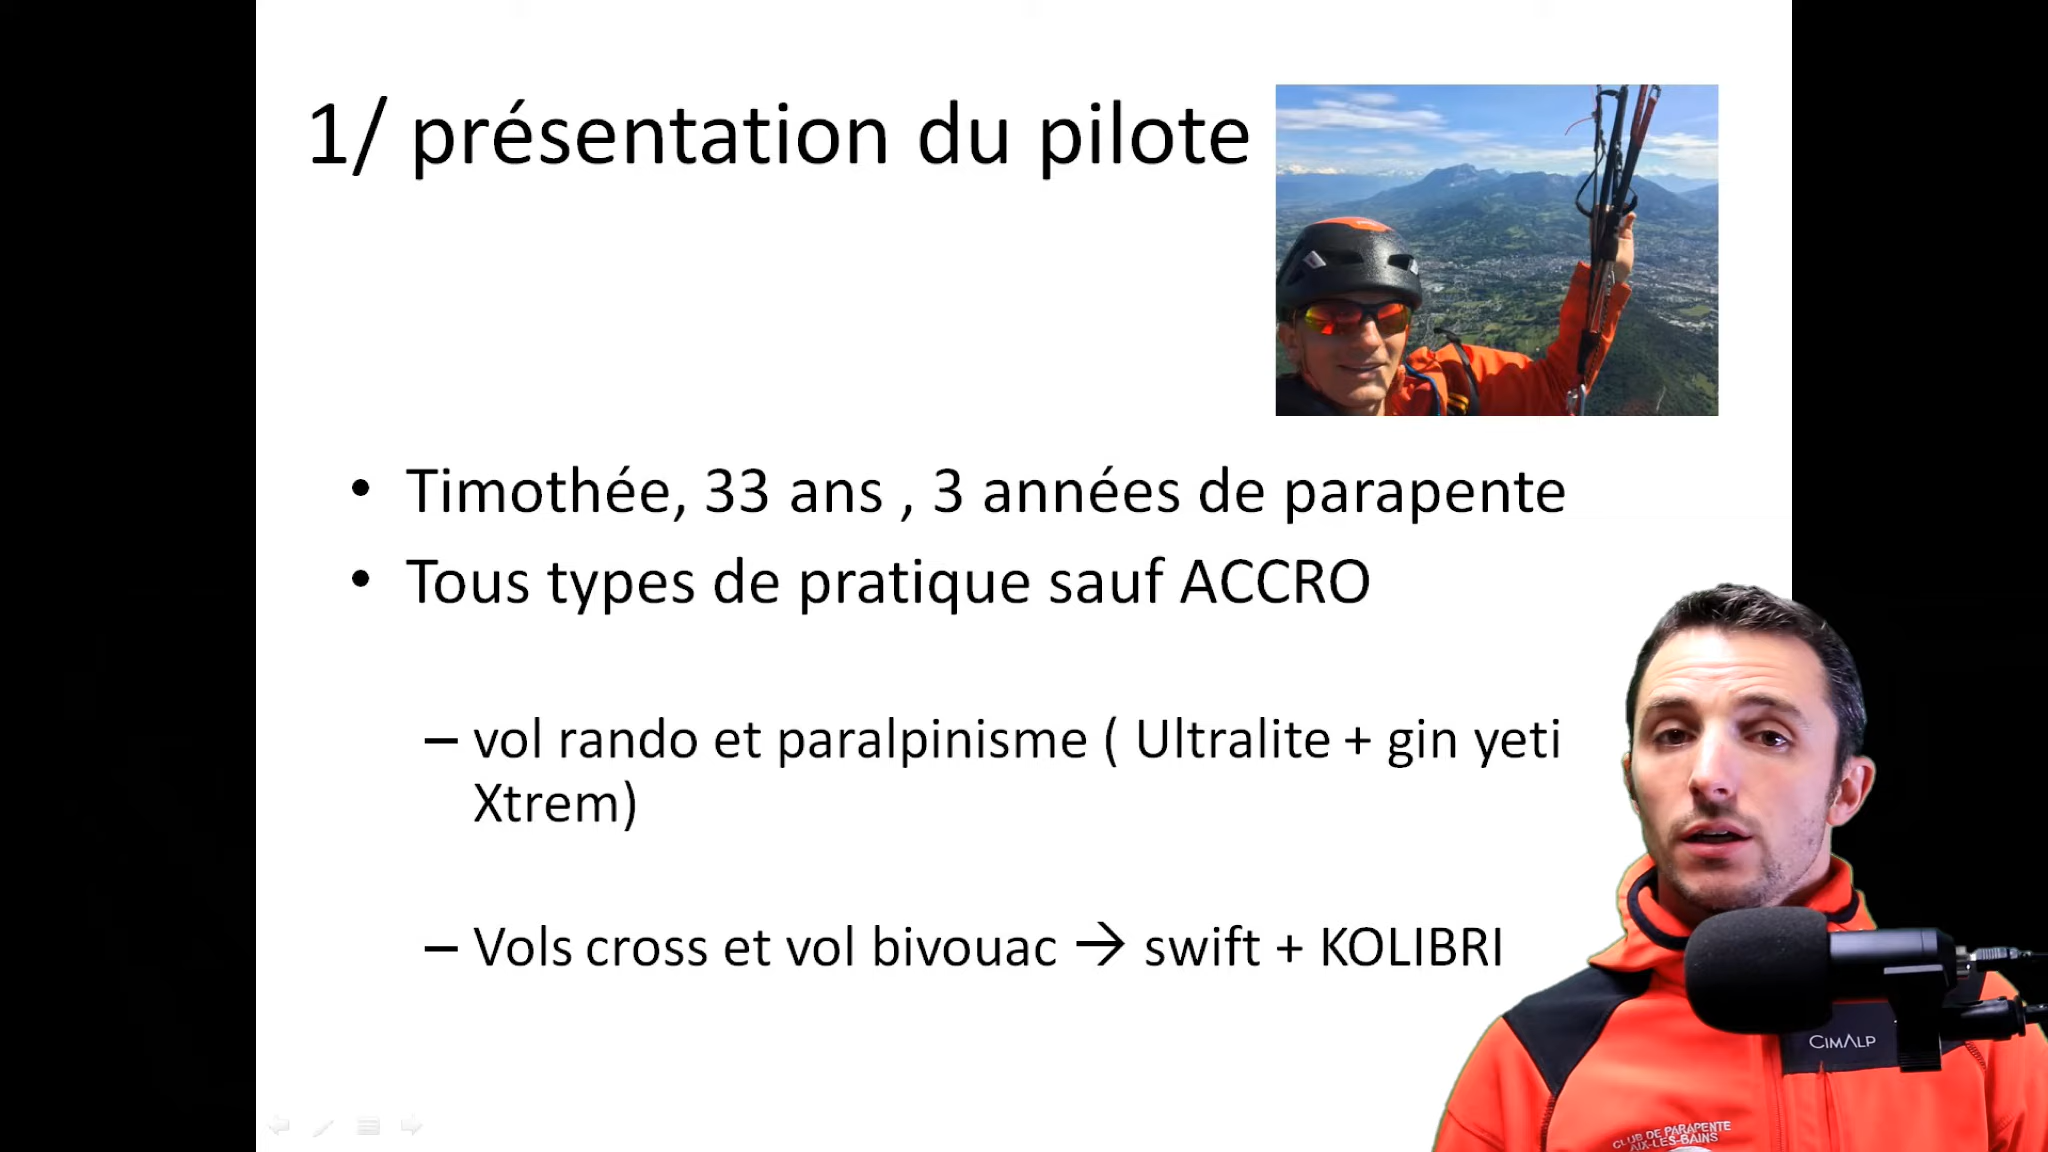 1/ présentation du pilote
• Timothée, 33 ans , 3 années de parapente
• Tous types de pratique sauf ACCRO
– vol rando et paralpinisme ( Ultralite + gin yeti
Xtrem)
– Vols cross et vol bivouac → swift + KOLIBRI
CIMALP
CLUB DE PARAPENTE
AIX-LES-BAINS